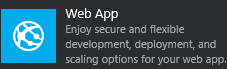 Web App
Enjoy secure and flexible
development, deployment, and
scaling options for your web app.